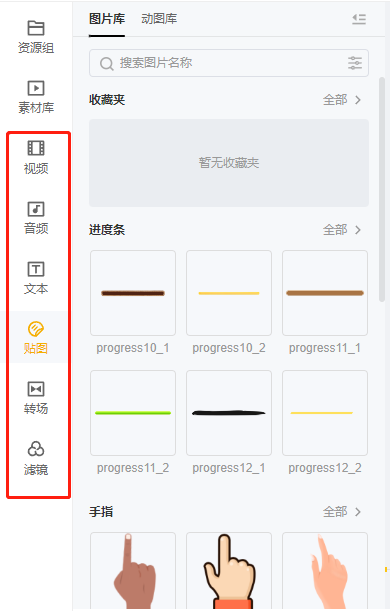 资源组
素材库
视频
音频
文本
贴图
转场
滤镜
图片库 动图库
搜索图片名称
收藏夹 全部
暂无收藏夹
进度条 全部
progress10_1 progress10_2 progress11_1
progress11_2 progress12_1 progress12_2
手指 全部